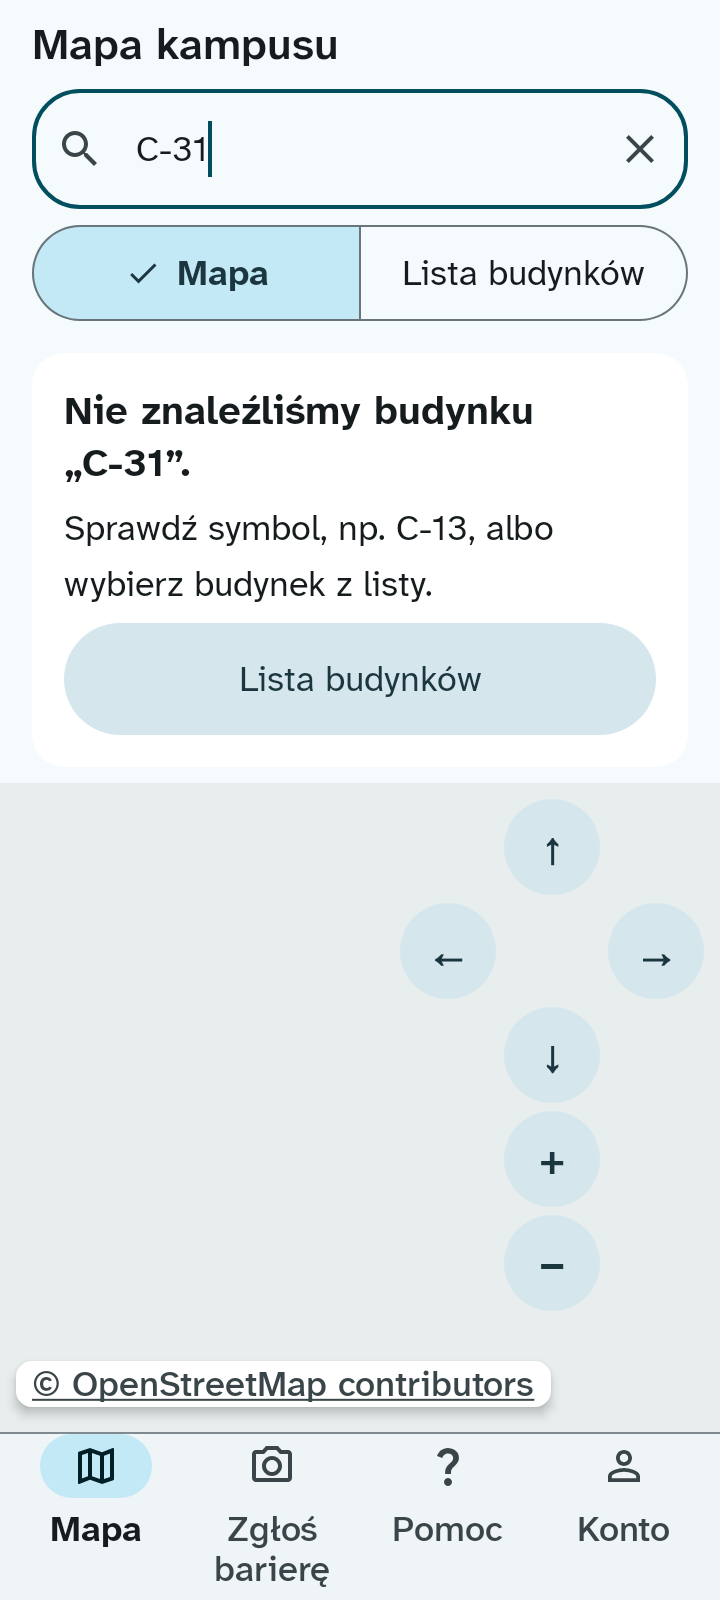 Mapa kampusu
C-31
Mapa
Lista budynków
Nie znaleźliśmy budynku
„C-31”.
Sprawdź symbol, np. C-13, albo
wybierz budynek z listy.
Lista budynków
↑
← →
↓
+
−
© OpenStreetMap contributors
Mapa
Zgłoś
barierę
Pomoc
Konto